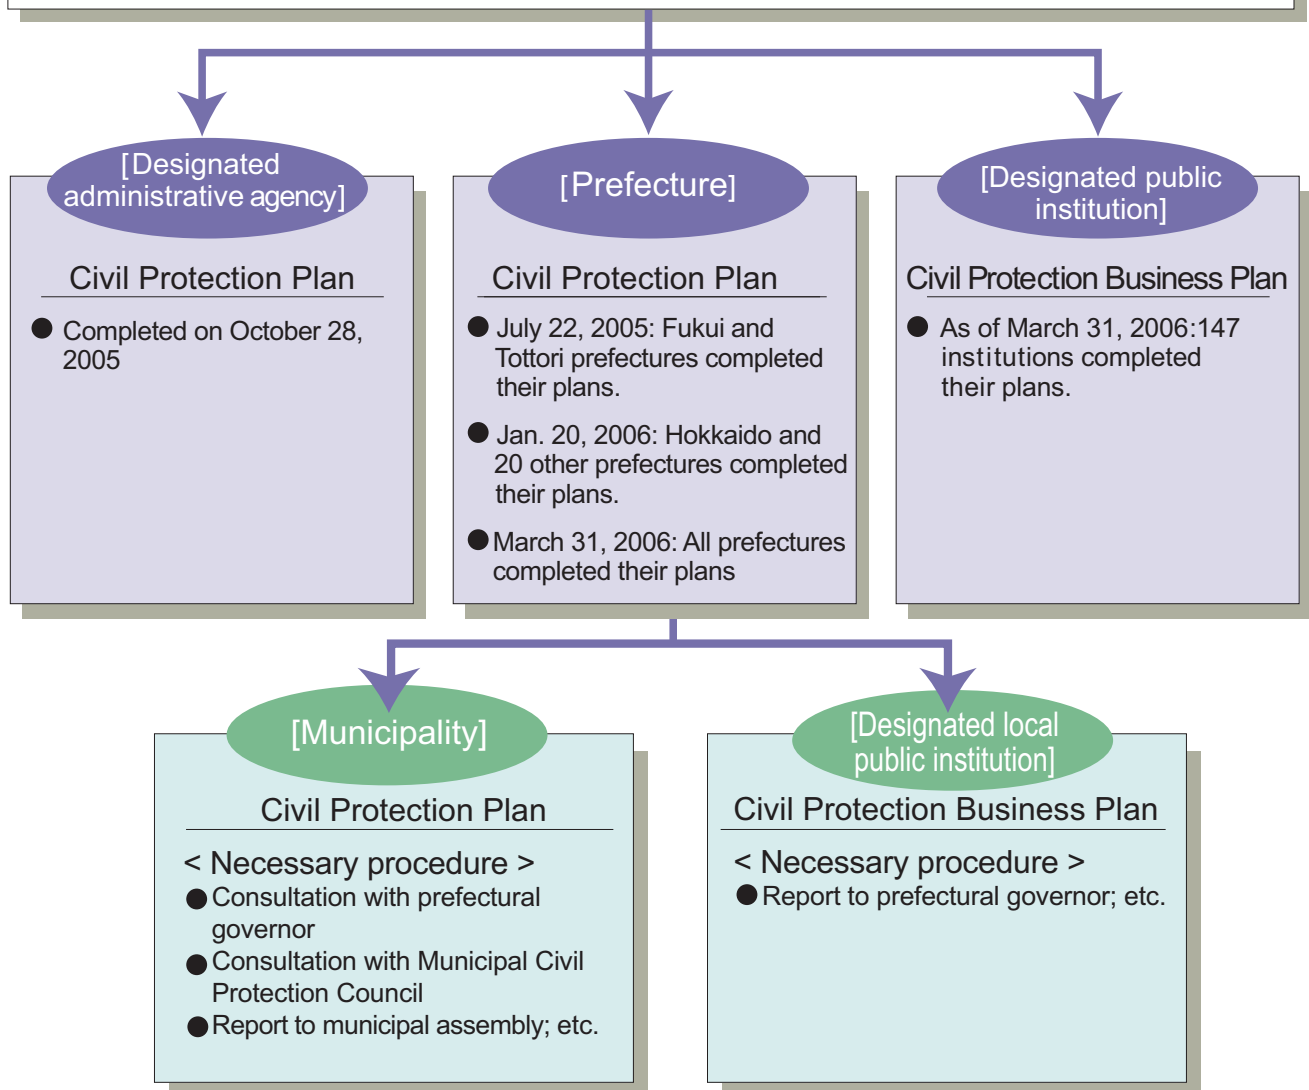 [Designated
administrative agency]
Civil Protection Plan
● Completed on October 28,
2005
[Prefecture]
Civil Protection Plan
● July 22, 2005: Fukui and
Tottori prefectures completed
their plans.
● Jan. 20, 2006: Hokkaido and
20 other prefectures completed
their plans.
● March 31, 2006: All prefectures
completed their plans
[Designated public
institution]
Civil Protection Business Plan
● As of March 31, 2006:147
institutions completed
their plans.
[Municipality]
Civil Protection Plan
< Necessary procedure >
● Consultation with prefectural
governor
● Consultation with Municipal Civil
Protection Council
● Report to municipal assembly; etc.
[Designated local
public institution]
Civil Protection Business Plan
< Necessary procedure >
● Report to prefectural governor; etc.